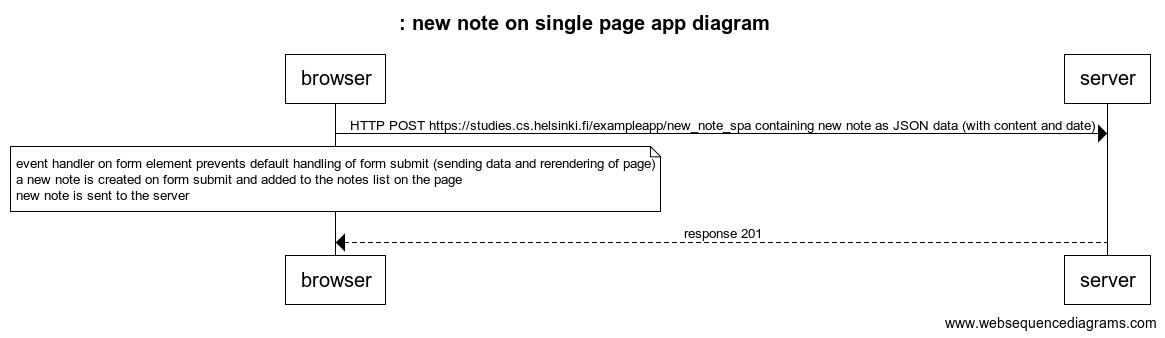 : new note on single page app diagram
browser
server
HTTP POST https://studies.cs.helsinki.fi/exampleapp/new_note_spa containing new note as JSON data (with content and date)
event handler on form element prevents default handling of form submit (sending data and rerendering of page)
a new note is created on form submit and added to the notes list on the page
new note is sent to the server
response 201
browser
server
www.websequencediagrams.com